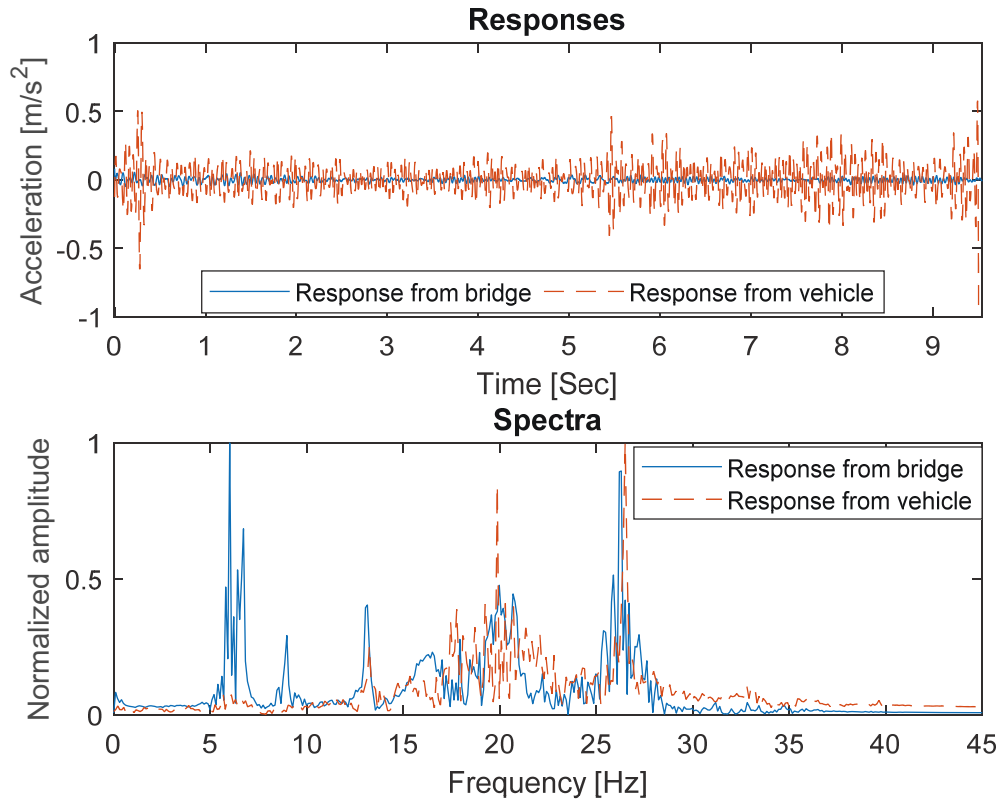 Responses
Acceleration [m/s²]
1
0.5
0
-0.5
-1
Response from bridge
Response from vehicle
0 1 2 3 4 5 6 7 8 9
Time [Sec]
Spectra
Normalized amplitude
1
0.5
0
Response from bridge
Response from vehicle
0 5 10 15 20 25 30 35 40 45
Frequency [Hz]